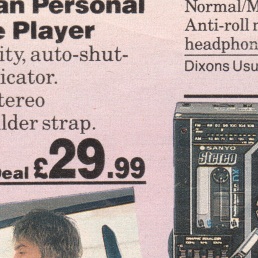 an Personal
e Player
ity, auto-shut-
icator.
tereo
lder strap.
Deal £29.99
Normal/M
Anti-roll m
headphon
Dixons Usu
SANYO
Stereo